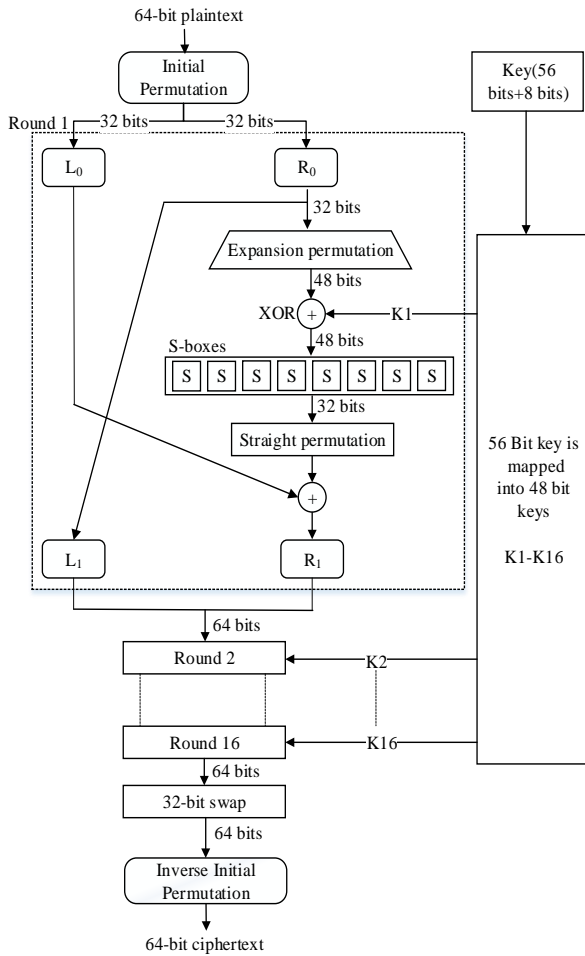 64-bit plaintext
Initial
Permutation
Key(56
bits+8 bits)
Round 1
32 bits
32 bits
L0
R0
32 bits
Expansion permutation
48 bits
XOR
+
K1
48 bits
S-boxes
S S S S S S S S
32 bits
Straight permutation
+
56 Bit key is
mapped
into 48 bit
keys
K1-K16
L1
R1
64 bits
Round 2
K2
Round 16
K16
64 bits
32-bit swap
64 bits
Inverse Initial
Permutation
64-bit ciphertext